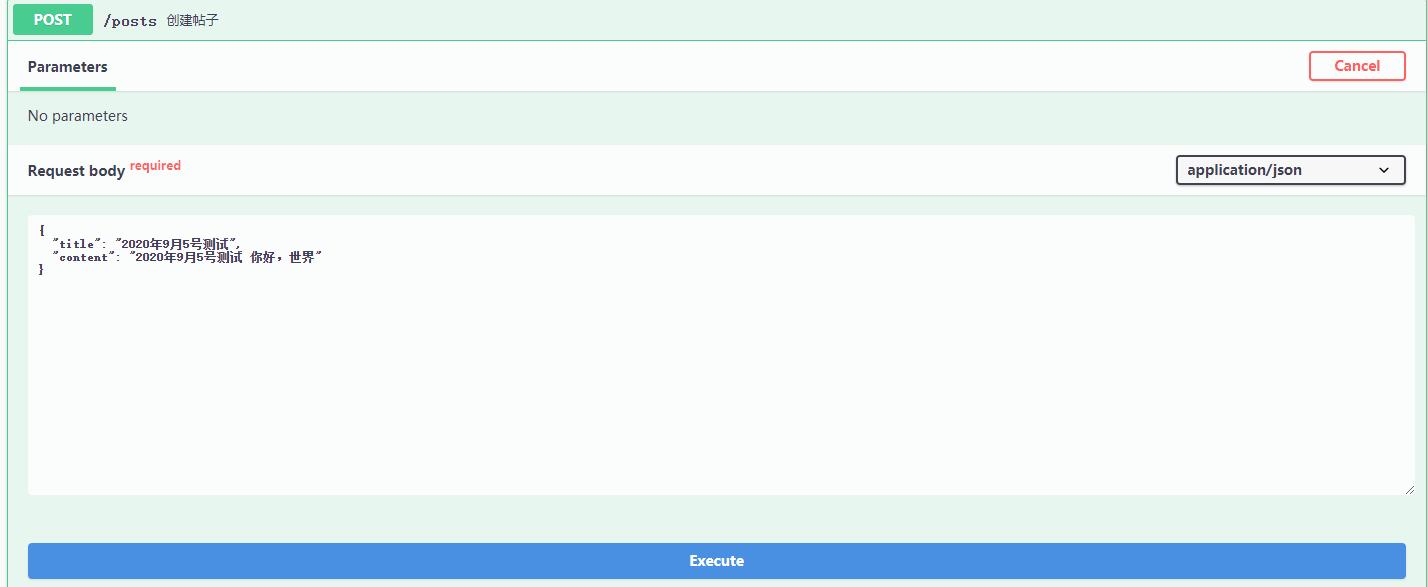 POST /posts 创建帖子
Parameters Cancel
No parameters
Request body required application/json
{
"title": "2020年9月5号测试",
"content": "2020年9月5号测试 你好，世界"
}
Execute